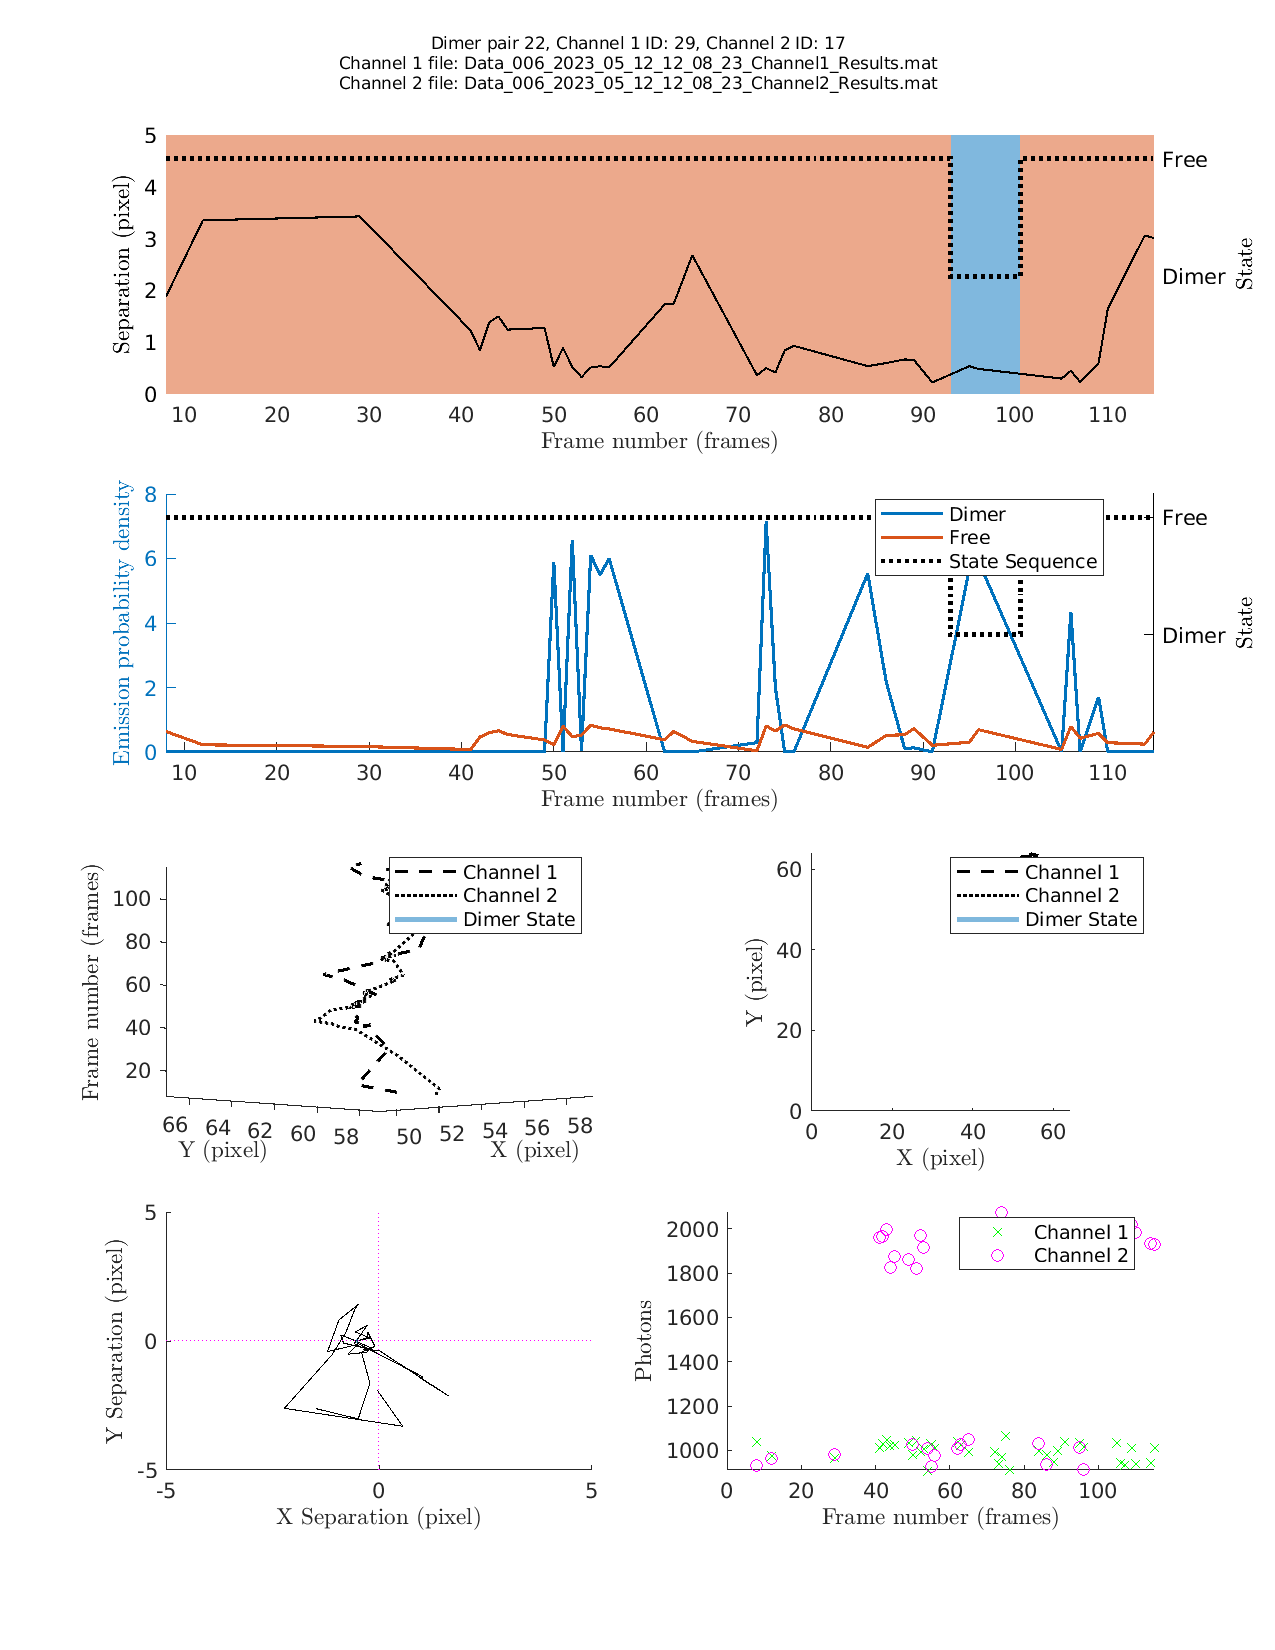 Dimer pair 22, Channel 1 ID: 29, Channel 2 ID: 17
Channel 1 file: Data_006_2023_05_12_12_08_23_Channel1_Results.mat
Channel 2 file: Data_006_2023_05_12_12_08_23_Channel2_Results.mat
5
4
3
2
1
0
Separation (pixel)
10 20 30 40 50 60 70 80 90 100 110
Frame number (frames)
Free
Dimer
State
8
6
4
2
0
Emission probability density
10 20 30 40 50 60 70 80 90 100 110
Frame number (frames)
Dimer
Free
State Sequence
Free
Dimer
State
100
80
60
40
20
Frame number (frames)
66 64 62 60 58
Y (pixel)
50 52 54 56 58
X (pixel)
Channel 1
Channel 2
Dimer State
60
40
20
0
Y (pixel)
0 20 40 60
X (pixel)
Channel 1
Channel 2
Dimer State
5
0
-5
Y Separation (pixel)
-5 0 5
X Separation (pixel)
2000
1800
1600
1400
1200
1000
Photons
0 20 40 60 80 100
Frame number (frames)
Channel 1
Channel 2